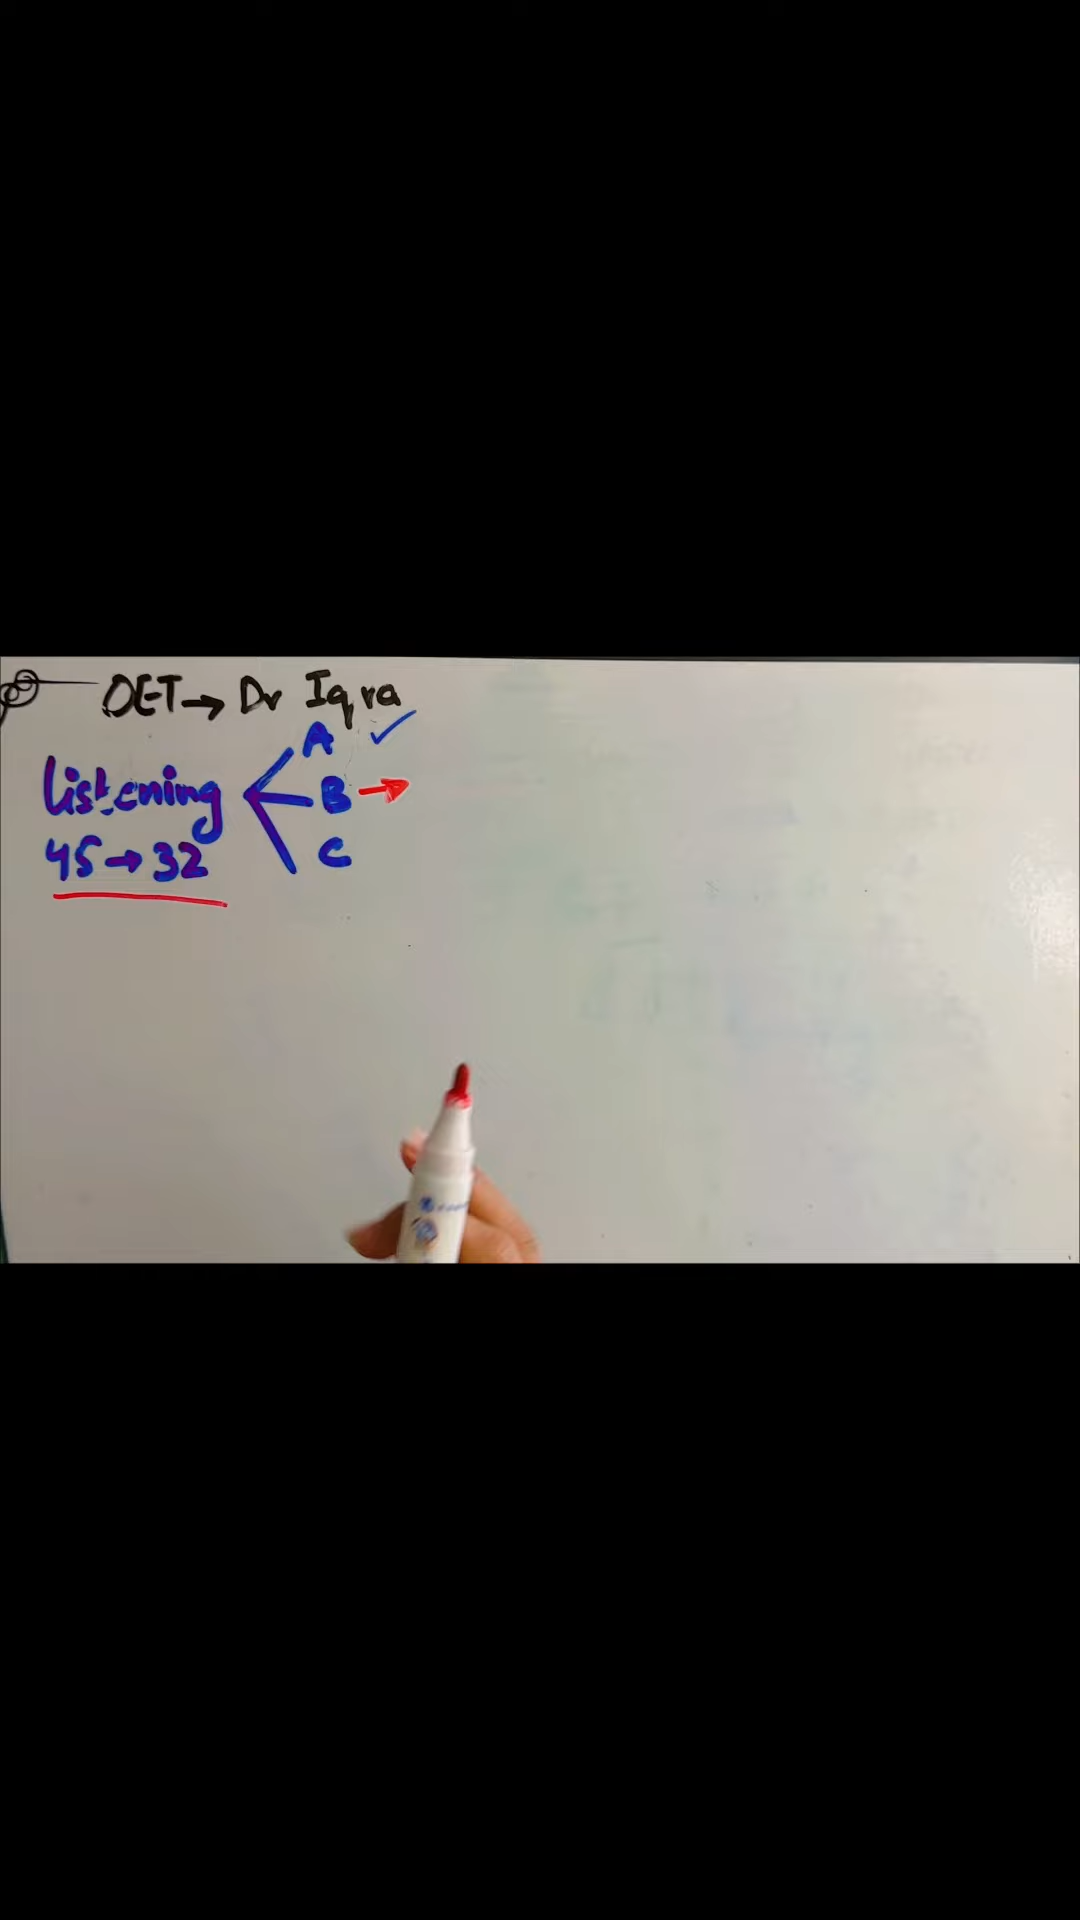 OET → Dr Iqra
A ✓
Listening B →
45 → 32 C